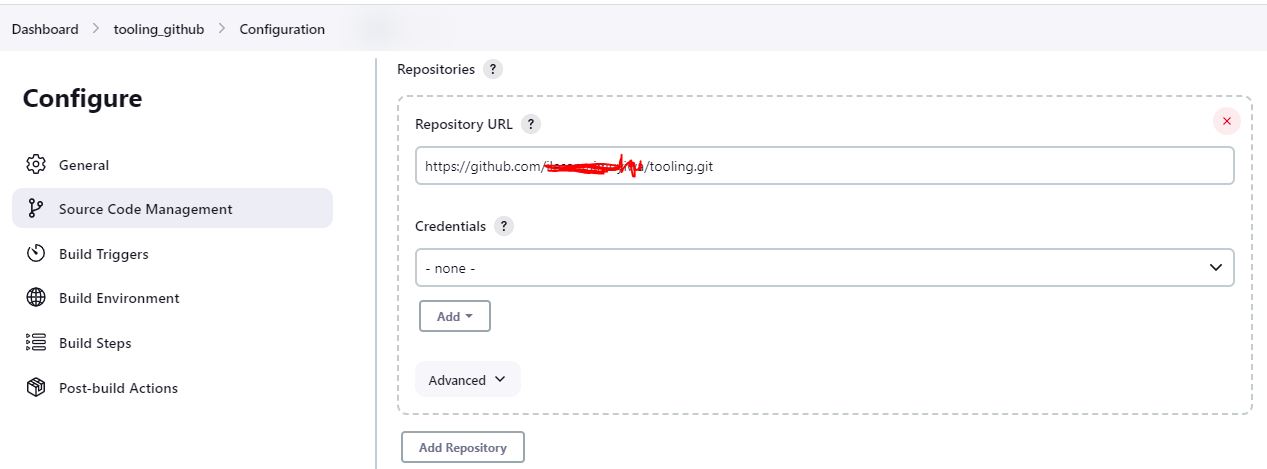 Dashboard > tooling_github > Configuration
Configure
General
Source Code Management
Build Triggers
Build Environment
Build Steps
Post-build Actions
Repositories ?
Repository URL ?
https://github.com/ /tooling.git
Credentials ?
- none -
Add
Advanced
Add Repository